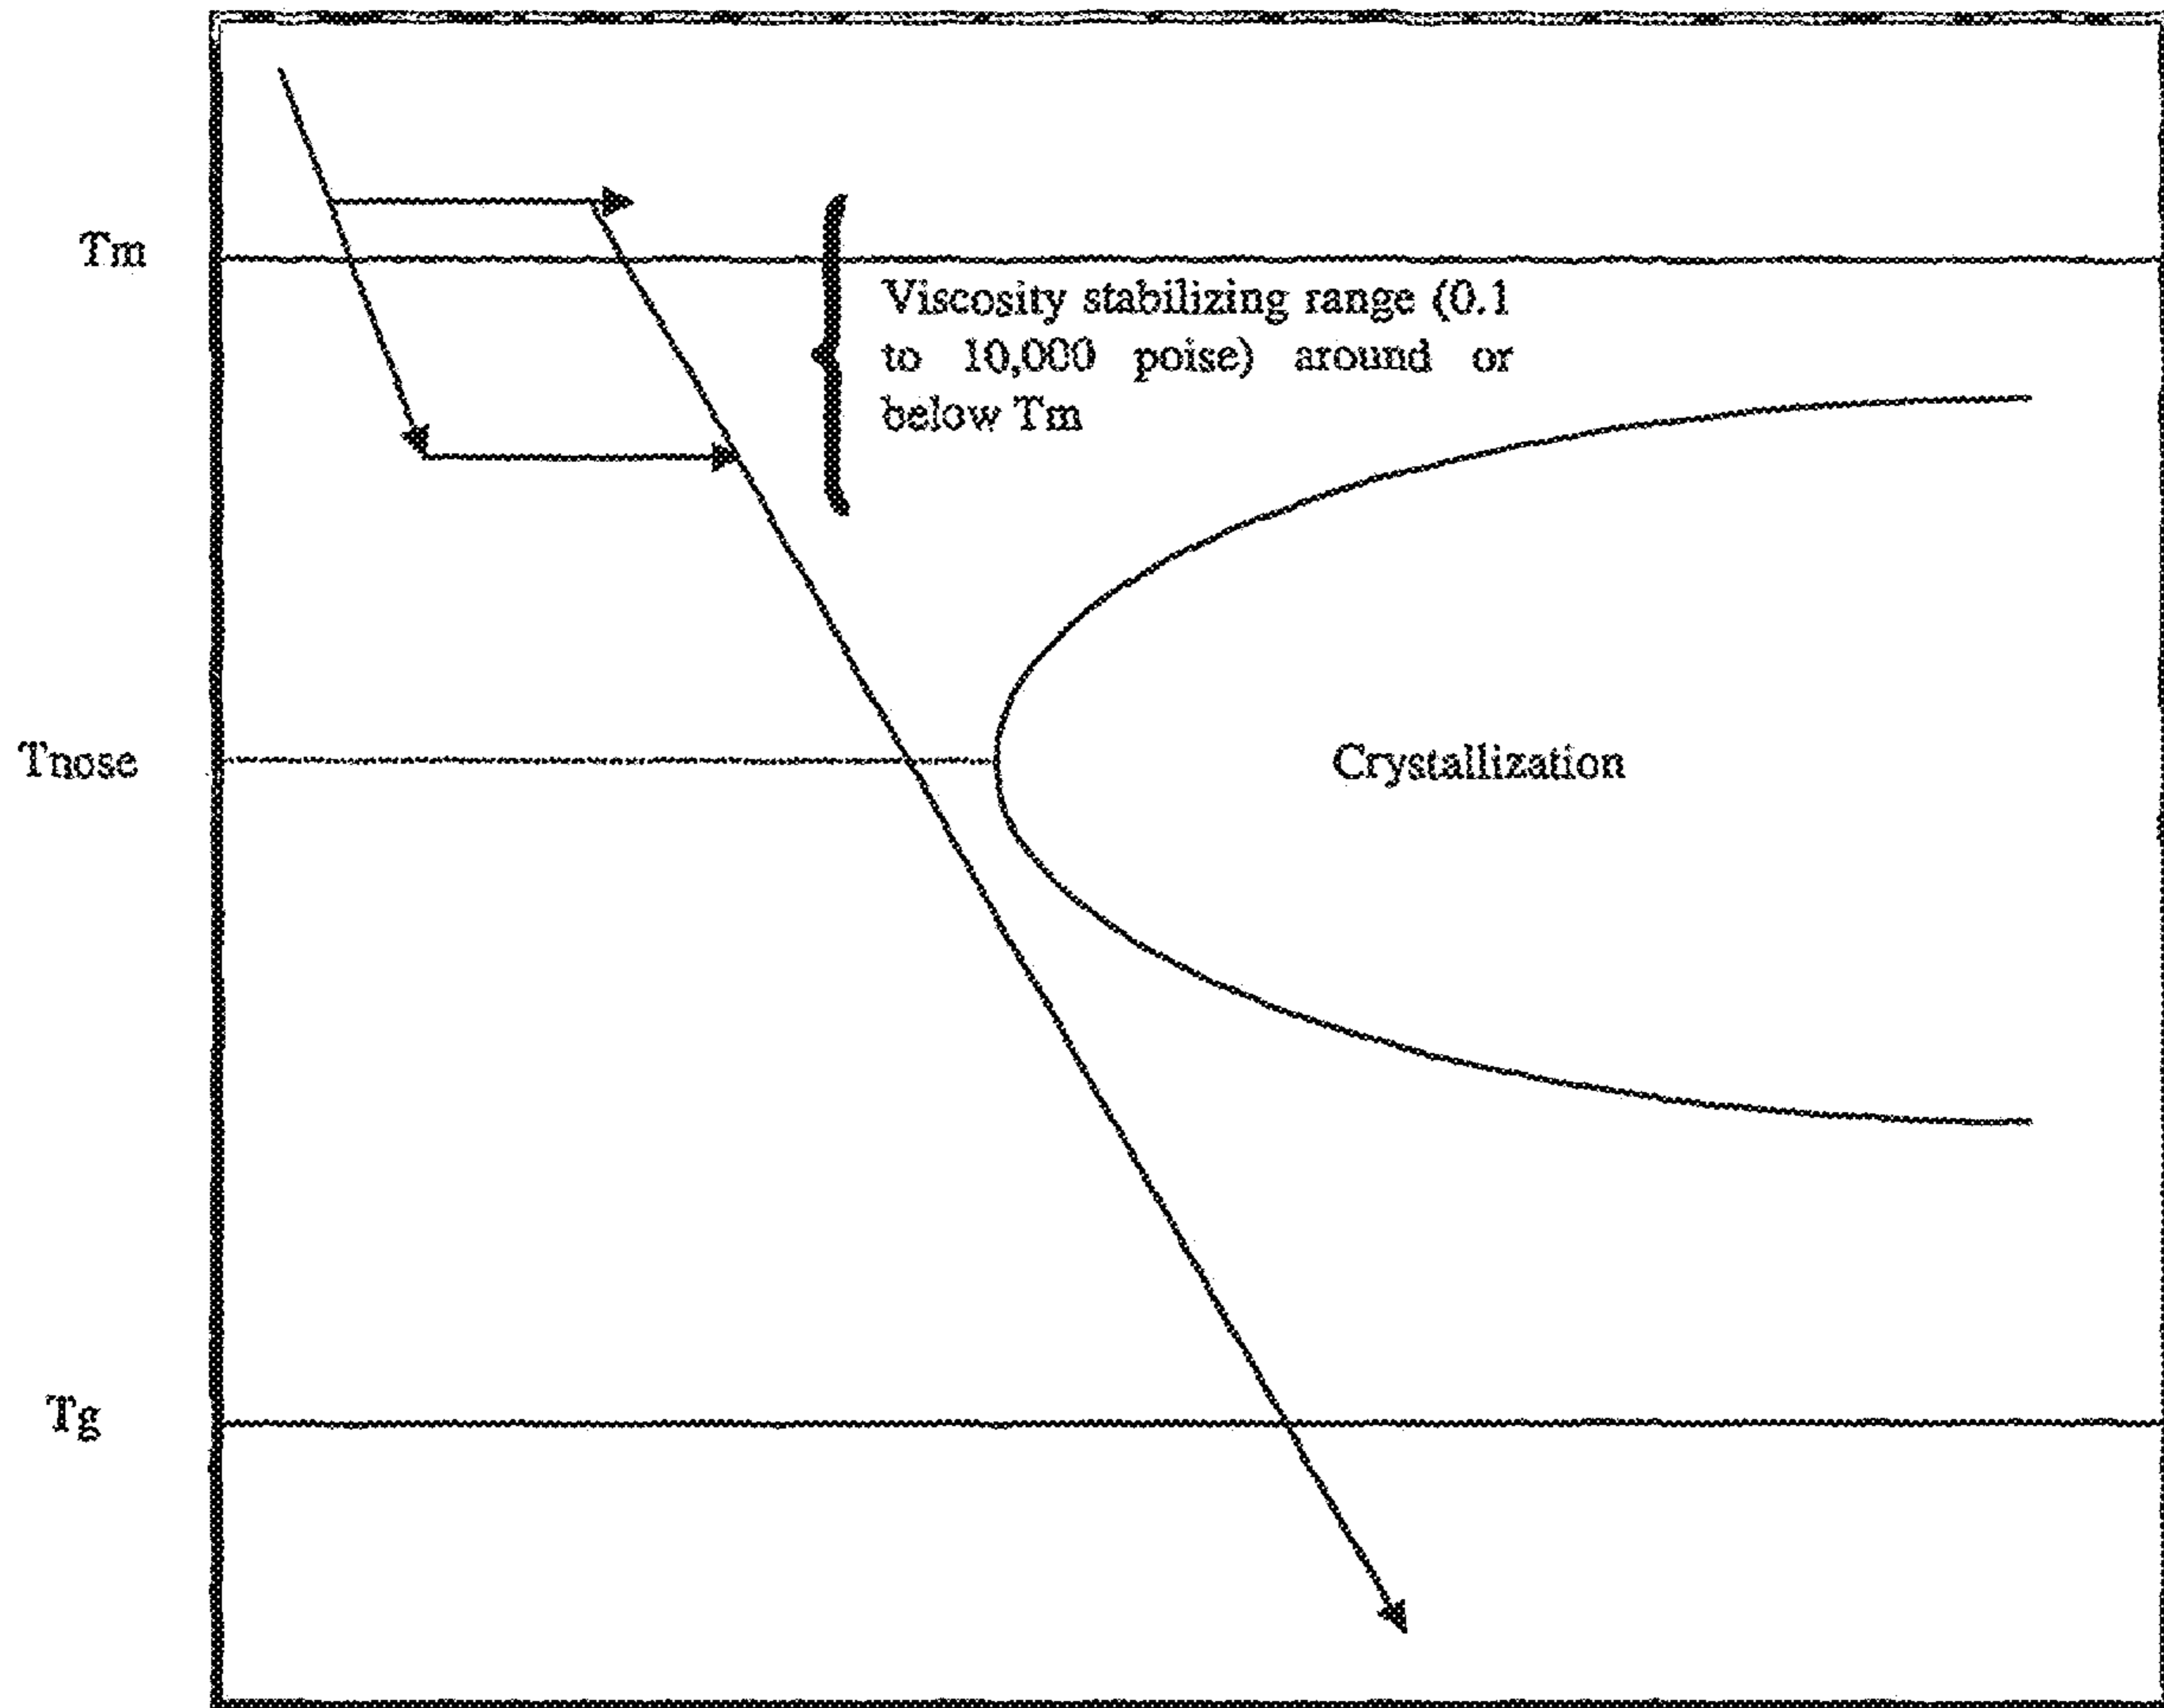 Tm
Viscosity stabilizing range (0.1
to 10,000 poise) around or
below Tm
Tnose
Crystallization
Tg